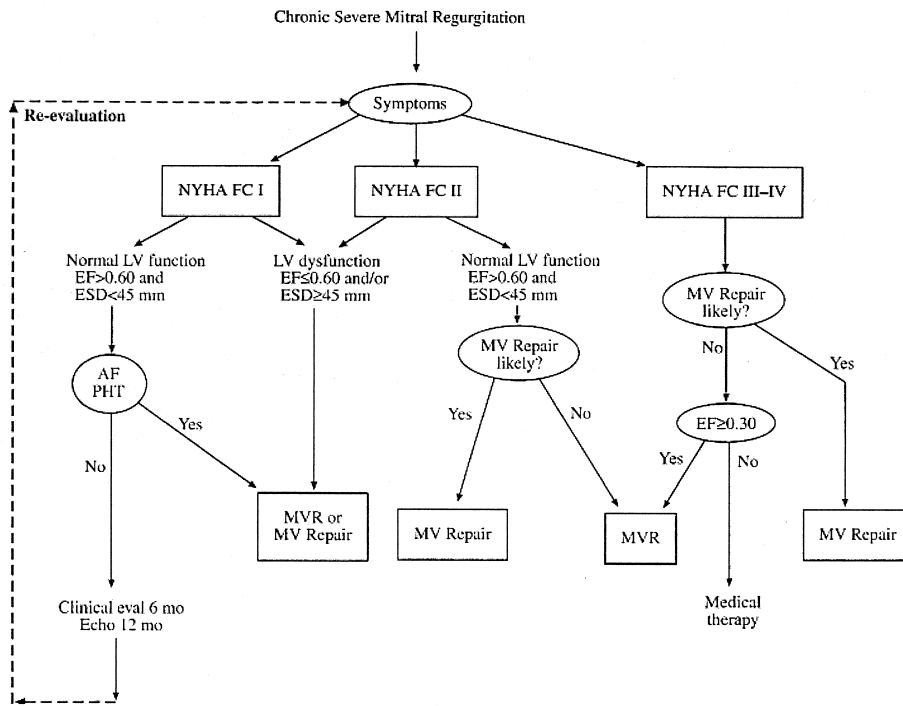 Chronic Severe Mitral Regurgitation
Symptoms
Re-evaluation
NYHA FC I
NYHA FC II
NYHA FC III–IV
Normal LV function
EF>0.60 and
ESD<45 mm
LV dysfunction
EF≤0.60 and/or
ESD≥45 mm
Normal LV function
EF>0.60 and
ESD<45 mm
MV Repair
likely?
MV Repair
likely?
No
Yes
AF
PHT
Yes
No
Yes
No
EF≥0.30
Yes
No
MVR or
MV Repair
MV Repair
MVR
MV Repair
Clinical eval 6 mo
Echo 12 mo
Medical
therapy